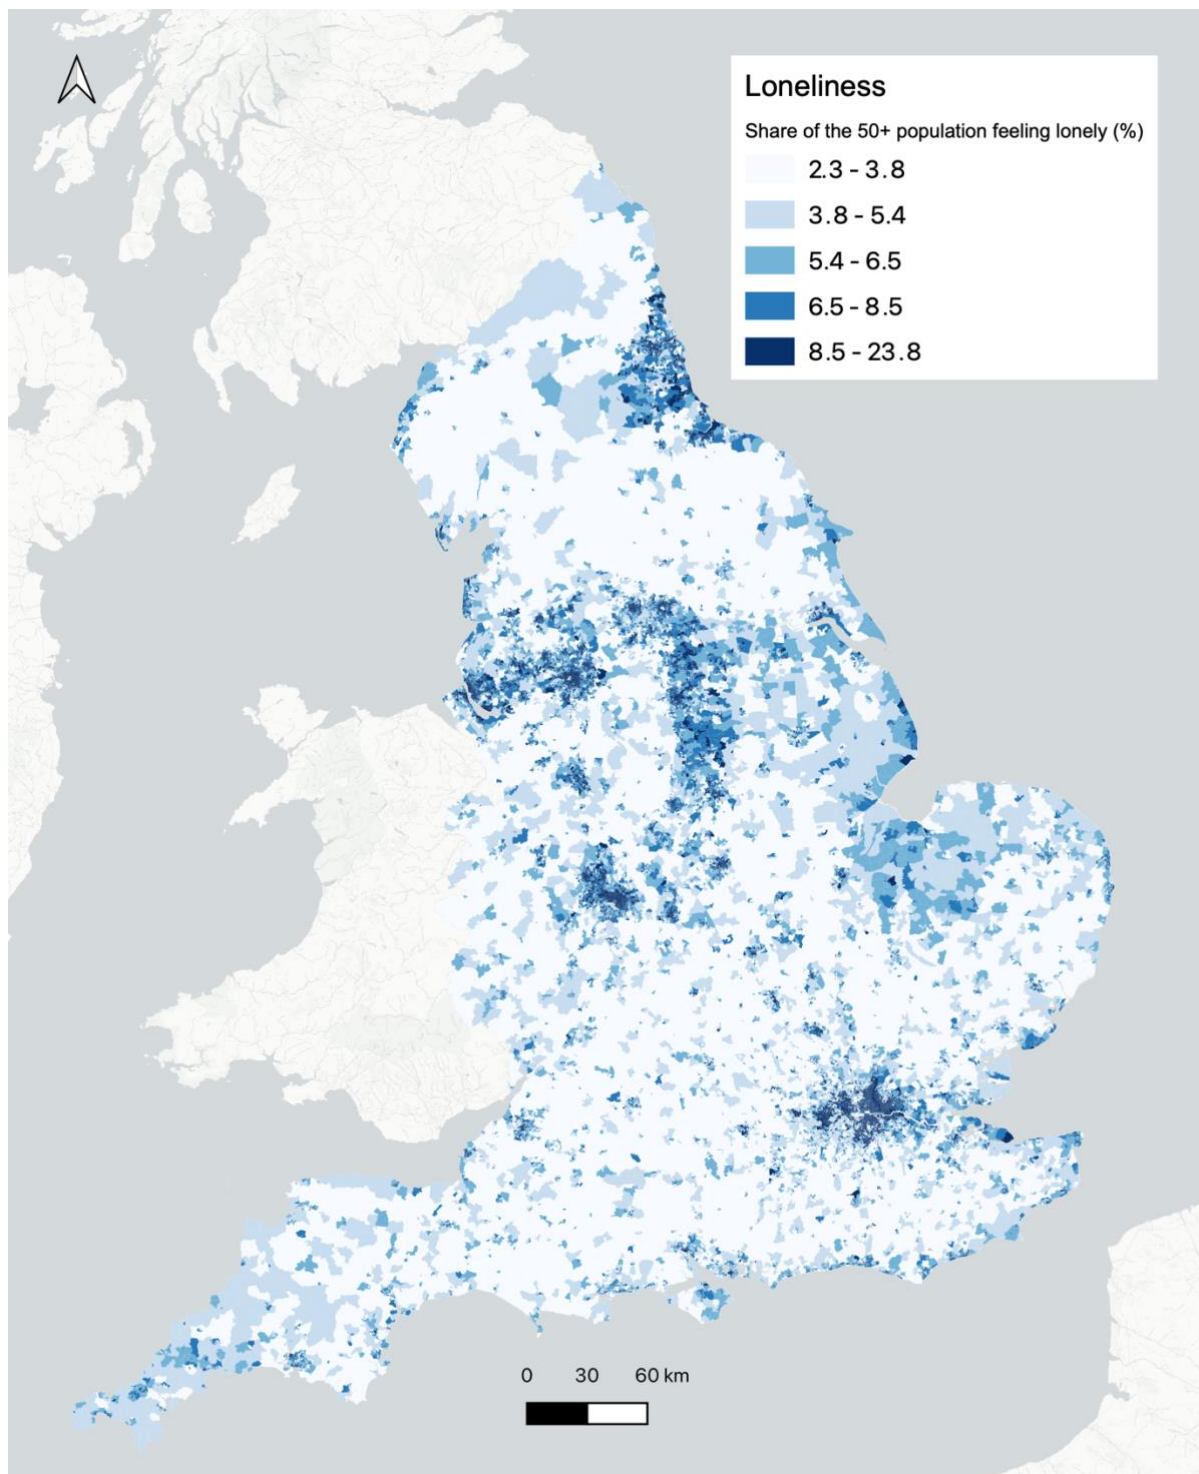 Loneliness
Share of the 50+ population feeling lonely (%)
2.3 - 3.8
3.8 - 5.4
5.4 - 6.5
6.5 - 8.5
8.5 - 23.8
0 30 60 km